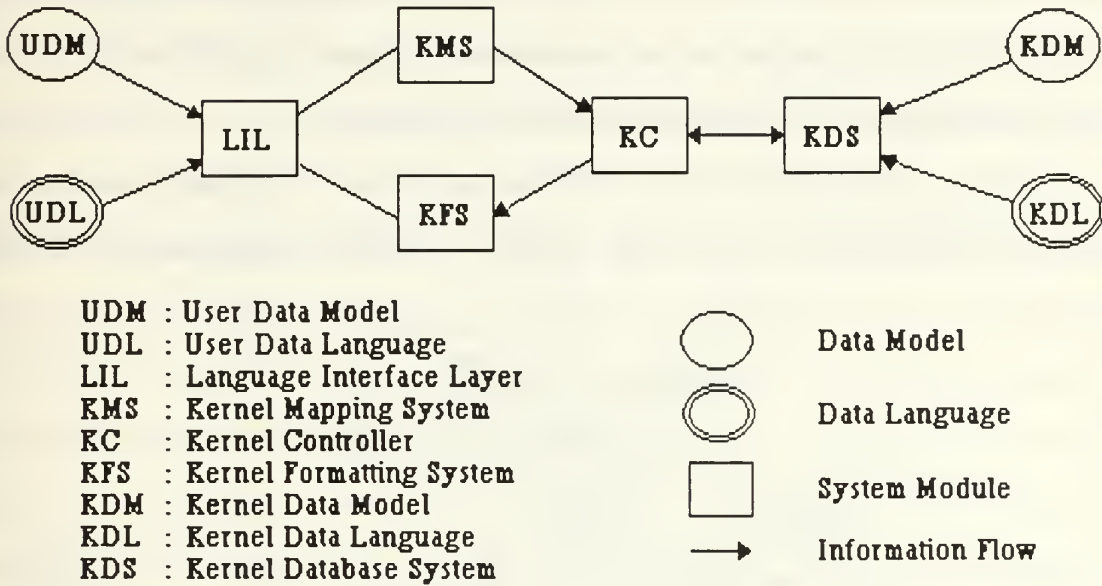 UDM
KMS
KDM
LIL
KC
KDS
UDL
KFS
KDL
UDM : User Data Model
UDL : User Data Language
LIL : Language Interface Layer
KMS : Kernel Mapping System
KC : Kernel Controller
KFS : Kernel Formatting System
KDM : Kernel Data Model
KDL : Kernel Data Language
KDS : Kernel Database System
Data Model
Data Language
System Module
Information Flow